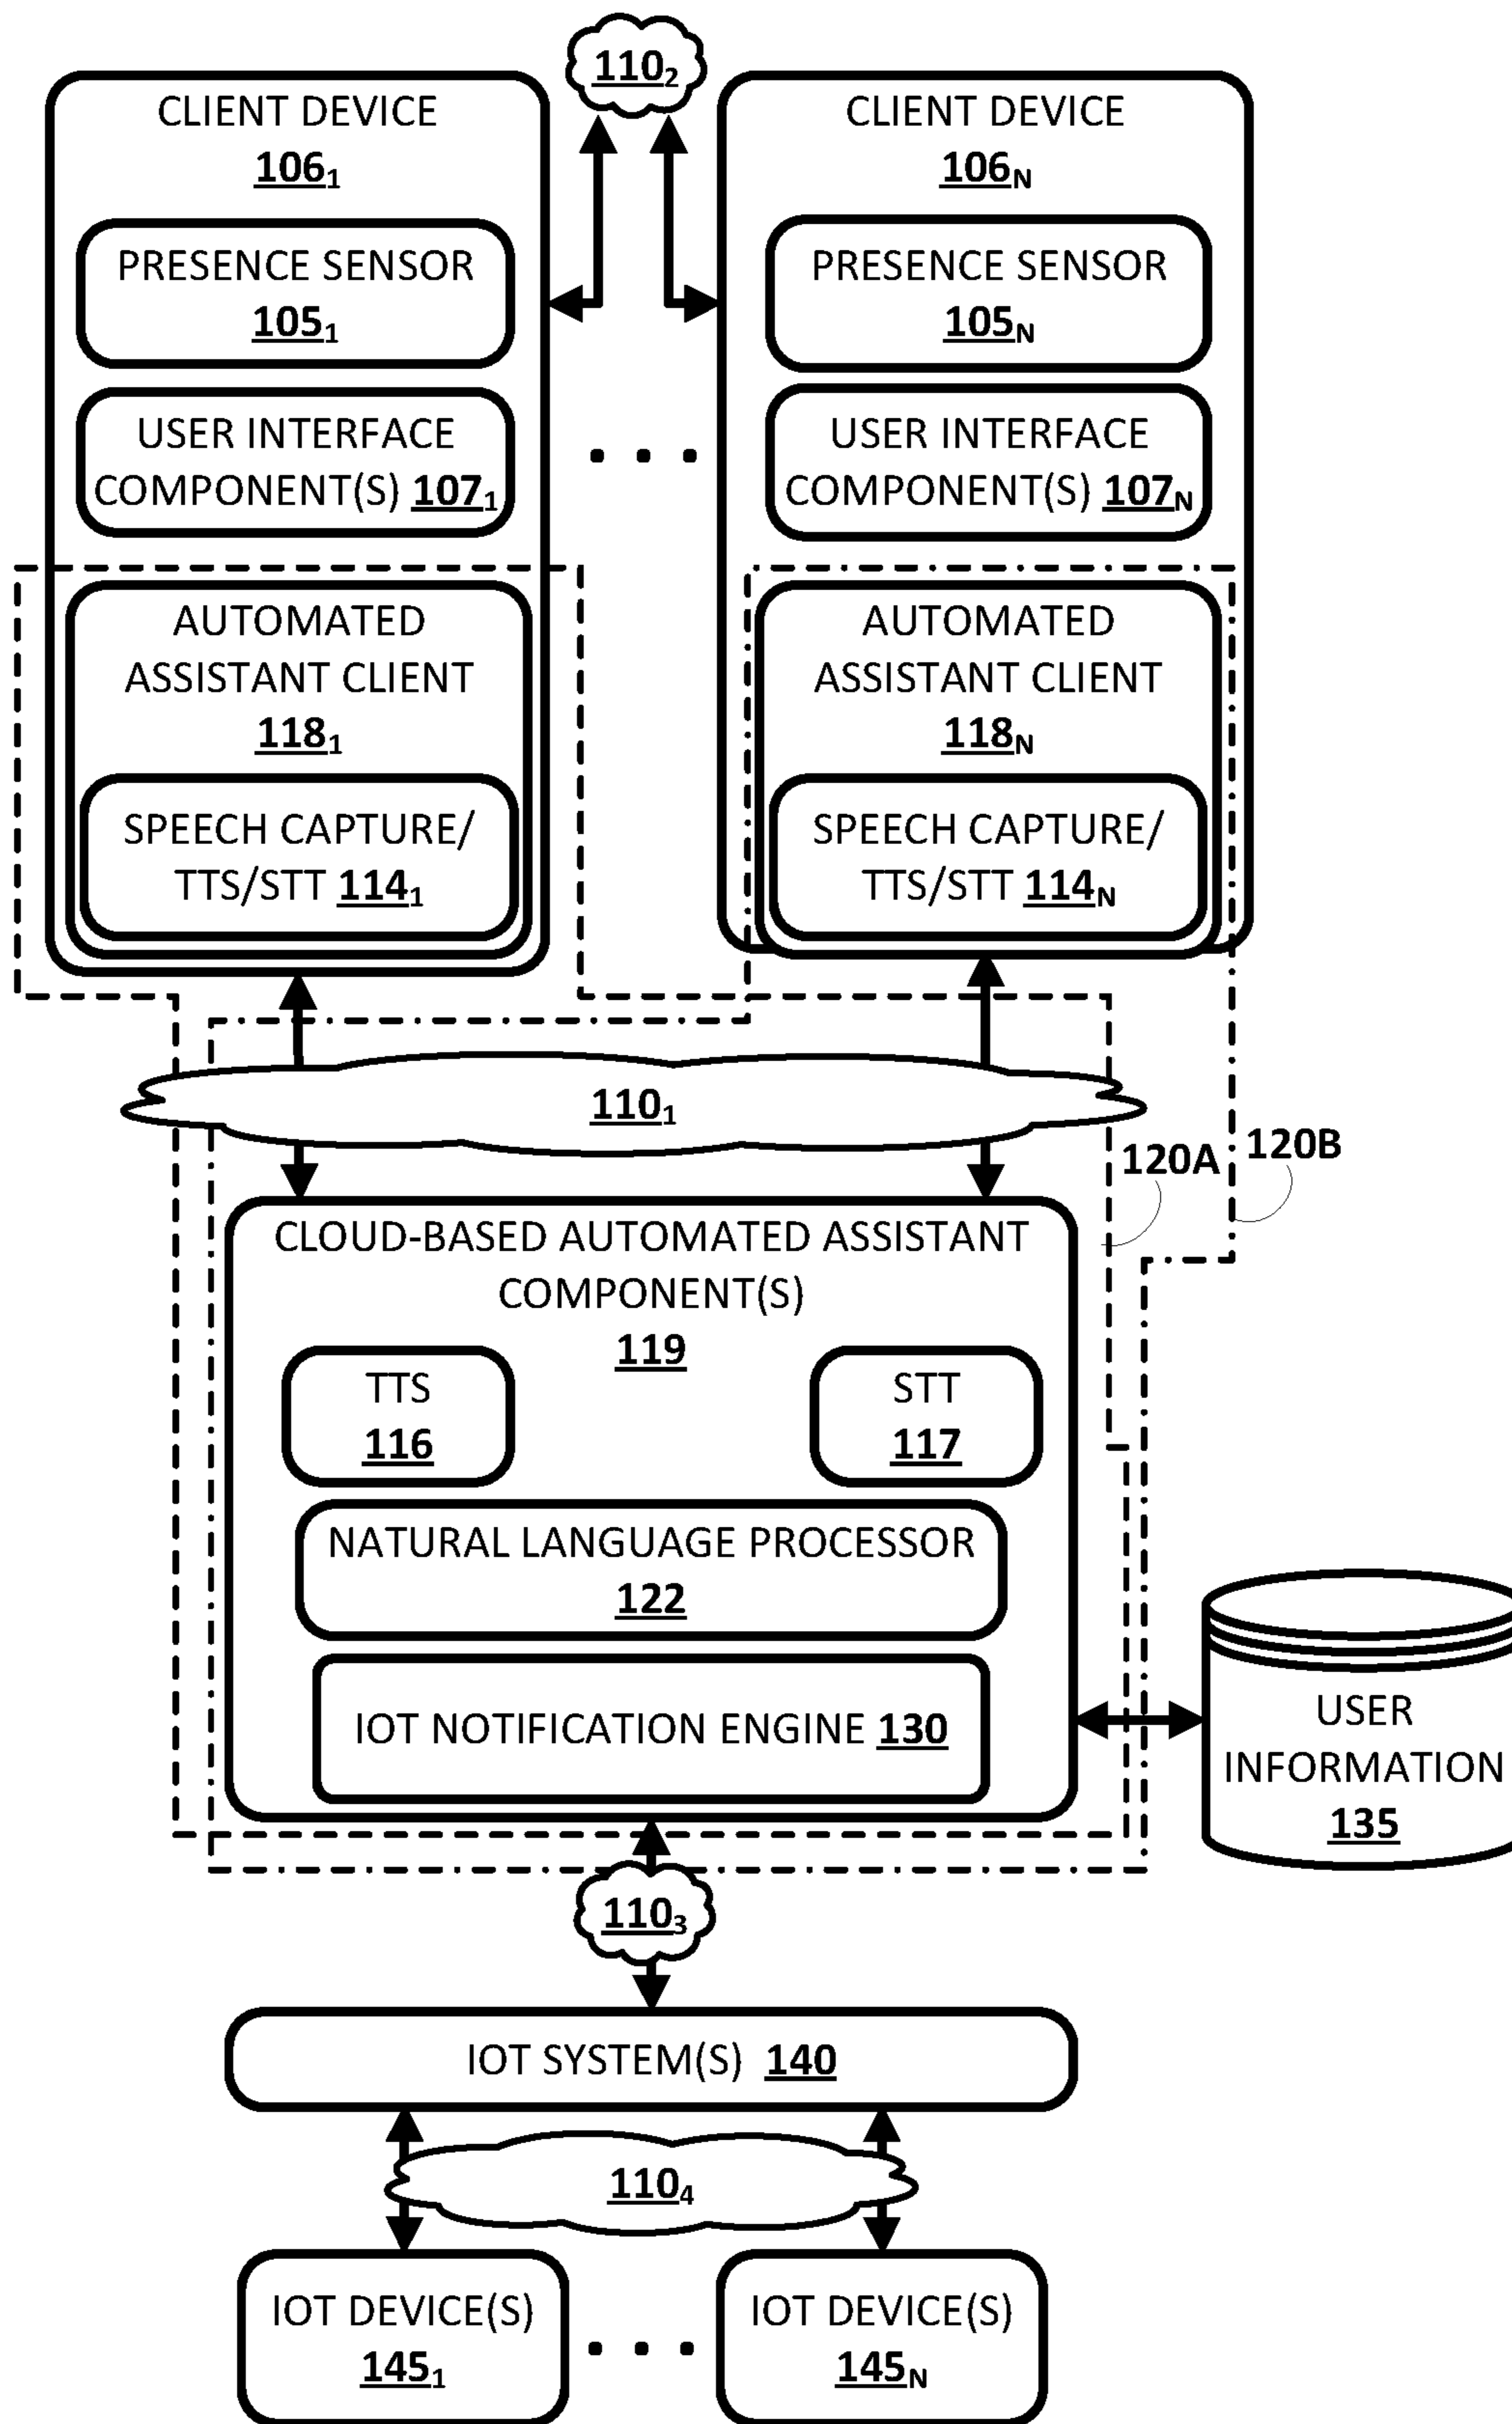 110₂
CLIENT DEVICE
106₁
PRESENCE SENSOR
105₁
USER INTERFACE
COMPONENT(S) 107₁
AUTOMATED
ASSISTANT CLIENT
118₁
SPEECH CAPTURE/
TTS/STT 114₁
. . .
CLIENT DEVICE
106N
PRESENCE SENSOR
105N
USER INTERFACE
COMPONENT(S) 107N
AUTOMATED
ASSISTANT CLIENT
118N
SPEECH CAPTURE/
TTS/STT 114N
110₁
120A
120B
CLOUD-BASED AUTOMATED ASSISTANT
COMPONENT(S)
119
TTS
116
STT
117
NATURAL LANGUAGE PROCESSOR
122
IOT NOTIFICATION ENGINE 130
USER
INFORMATION
135
110₃
IOT SYSTEM(S) 140
110₄
IOT DEVICE(S)
145₁
. . .
IOT DEVICE(S)
145N